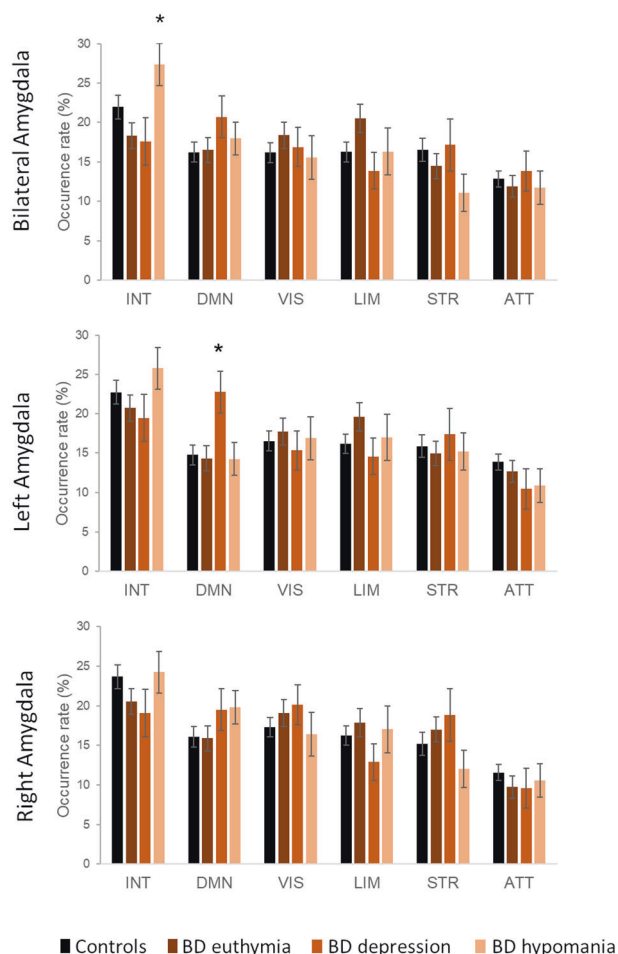 Bilateral Amygdala
Occurrence rate (%)
*
30
25
20
15
10
5
0
INT DMN VIS LIM STR ATT
Left Amygdala
Occurrence rate (%)
*
30
25
20
15
10
5
0
INT DMN VIS LIM STR ATT
Right Amygdala
Occurrence rate (%)
30
25
20
15
10
5
0
INT DMN VIS LIM STR ATT
Controls BD euthymia BD depression BD hypomania